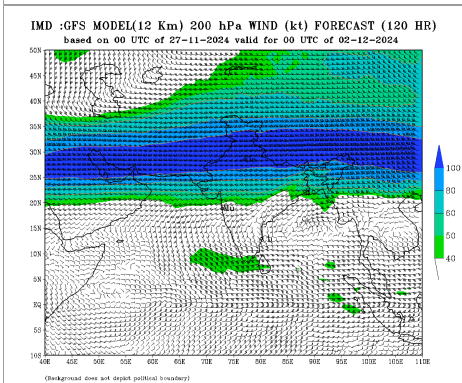 IMD :GFS MODEL(12 Km) 200 hPa WIND (kt) FORECAST (120 HR)
based on 00 UTC of 27-11-2024 valid for 00 UTC of 02-12-2024
50N
45N
40N
35N
30N
25N
20N
15N
10N
5N
EQ
5S
10S
40E 45E 50E 55E 60E 65E 70E 75E 80E 85E 90E 95E 100E 105E 110E
100
80
60
50
40
(Background does not depict political boundary)